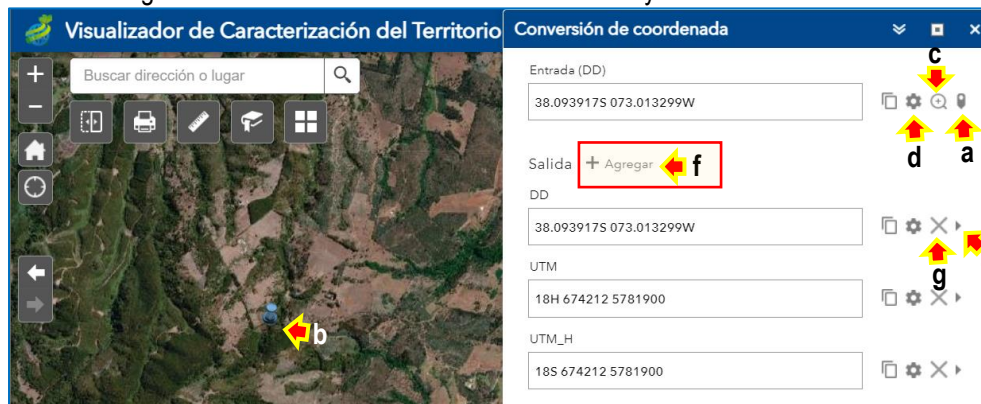 Visualizador de Caracterización del Territorio
Conversión de coordenada
c
Buscar dirección o lugar
Entrada (DD)
38.093917S 073.013299W
d
a
Salida + Agregar
f
DD
38.093917S 073.013299W
g
UTM
18H 674212 5781900
b
UTM_H
18S 674212 5781900